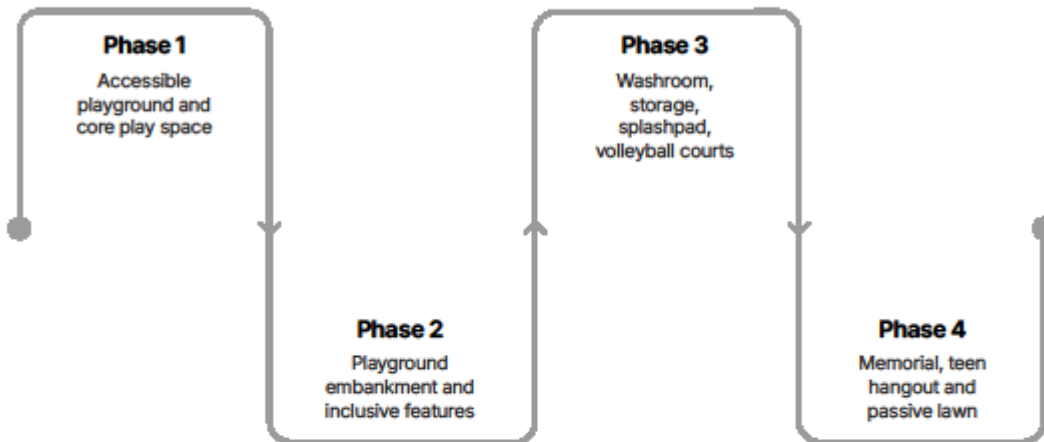 Phase 1
Accessible
playground and
core play space
Phase 2
Playground
embankment and
inclusive features
Phase 3
Washroom,
storage,
splashpad,
volleyball courts
Phase 4
Memorial, teen
hangout and
passive lawn